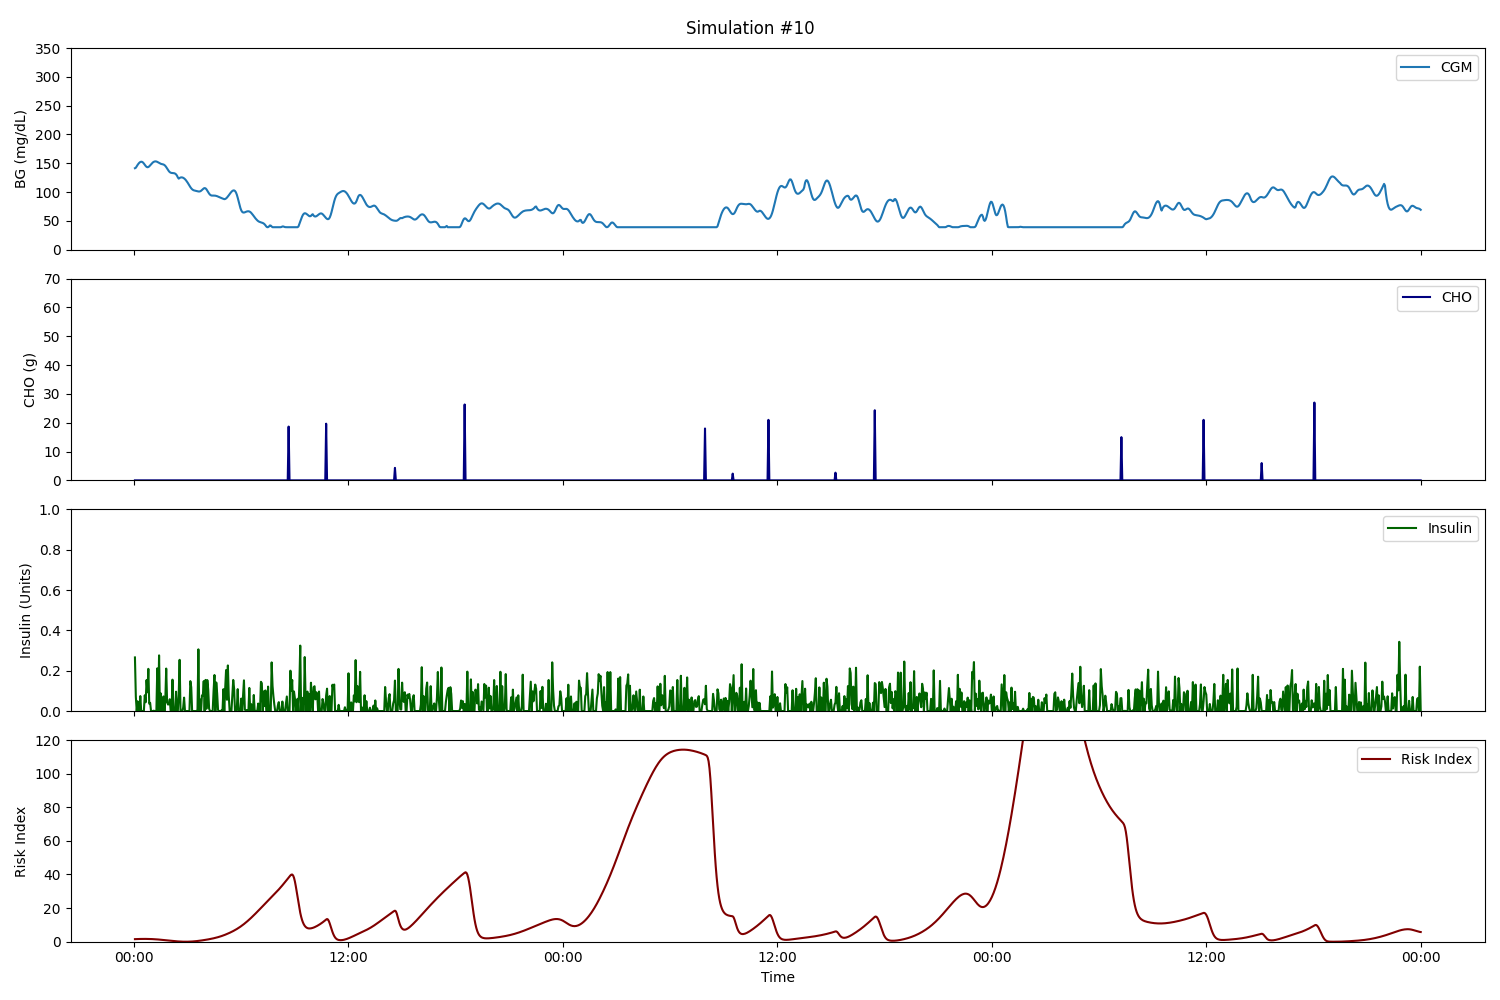 Simulation #10
350
300
250
200
150
100
50
0
BG (mg/dL)
CGM
70
60
50
40
30
20
10
0
CHO (g)
CHO
1.0
0.8
0.6
0.4
0.2
0.0
Insulin (Units)
Insulin
120
100
80
60
40
20
0
Risk Index
Risk Index
00:00 12:00 00:00 12:00 00:00 12:00 00:00
Time